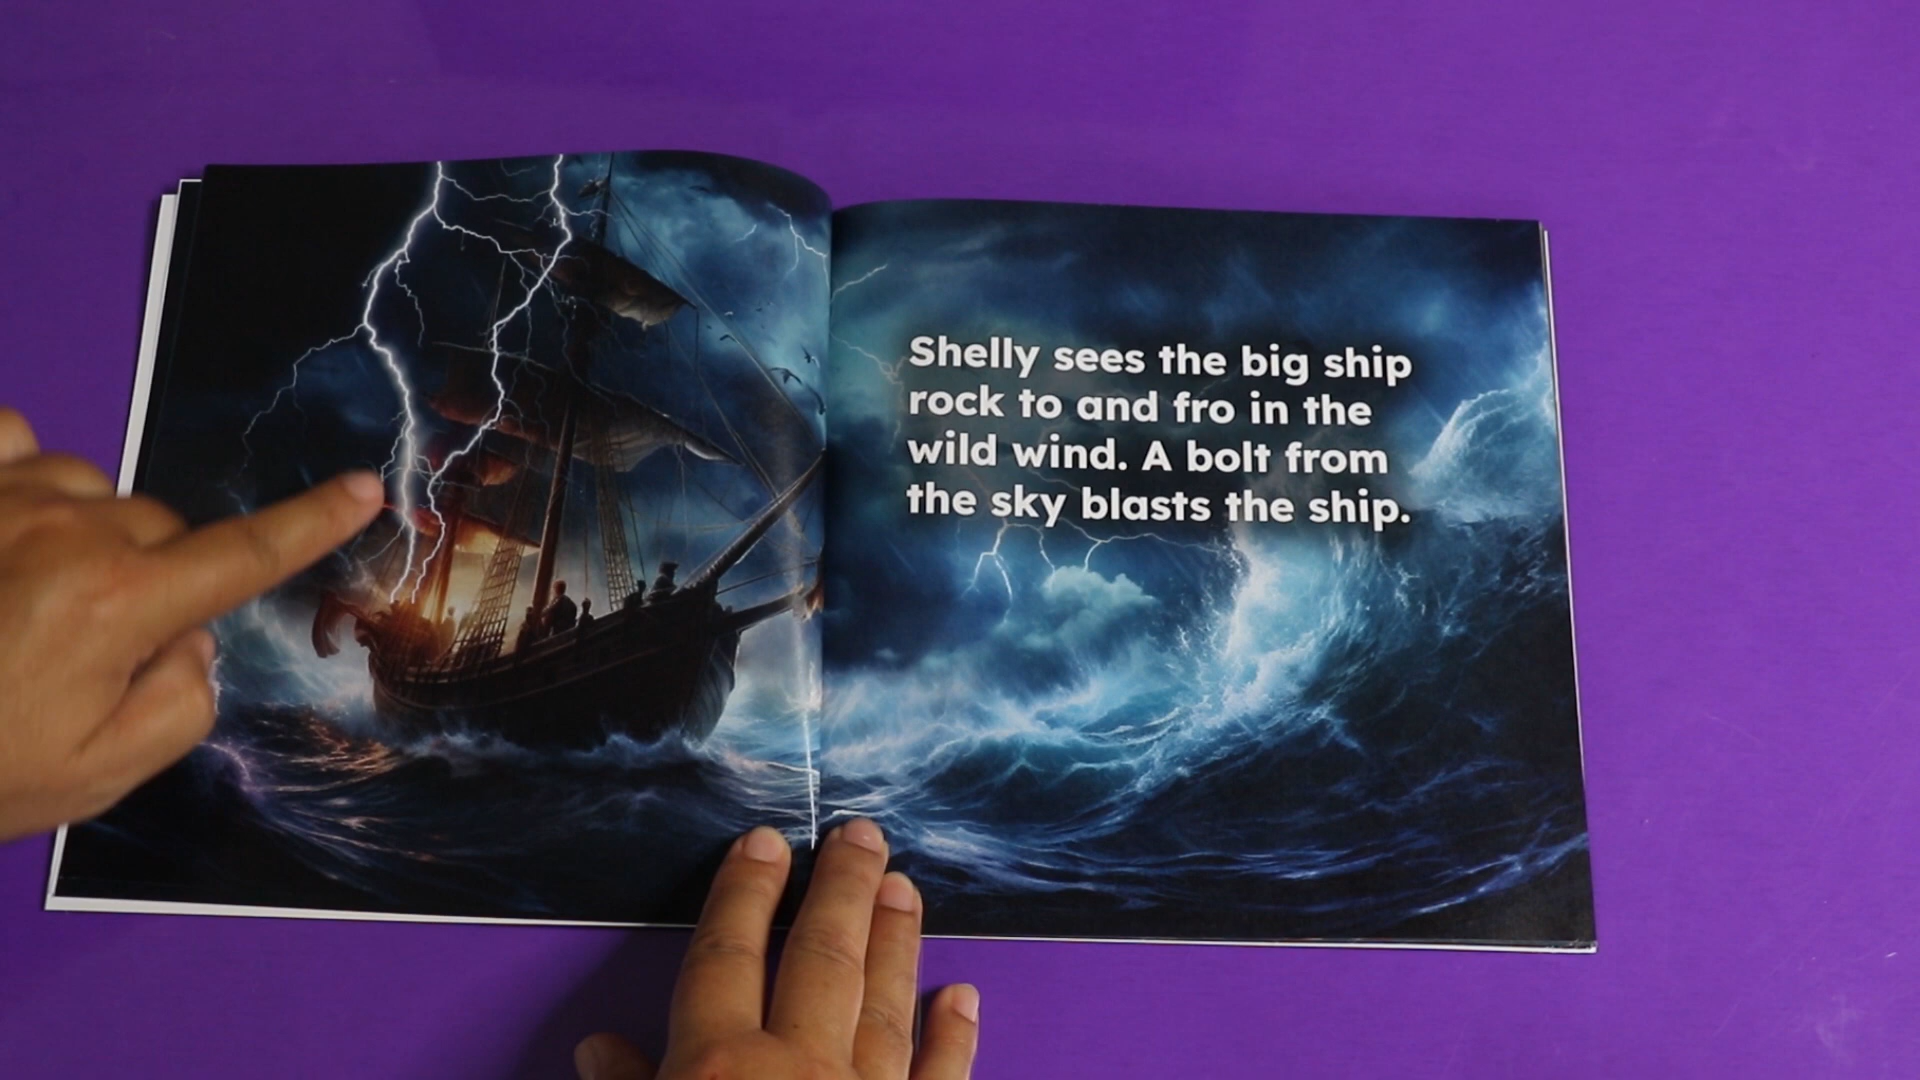 Shelly sees the big ship
rock to and fro in the
wild wind. A bolt from
the sky blasts the ship.